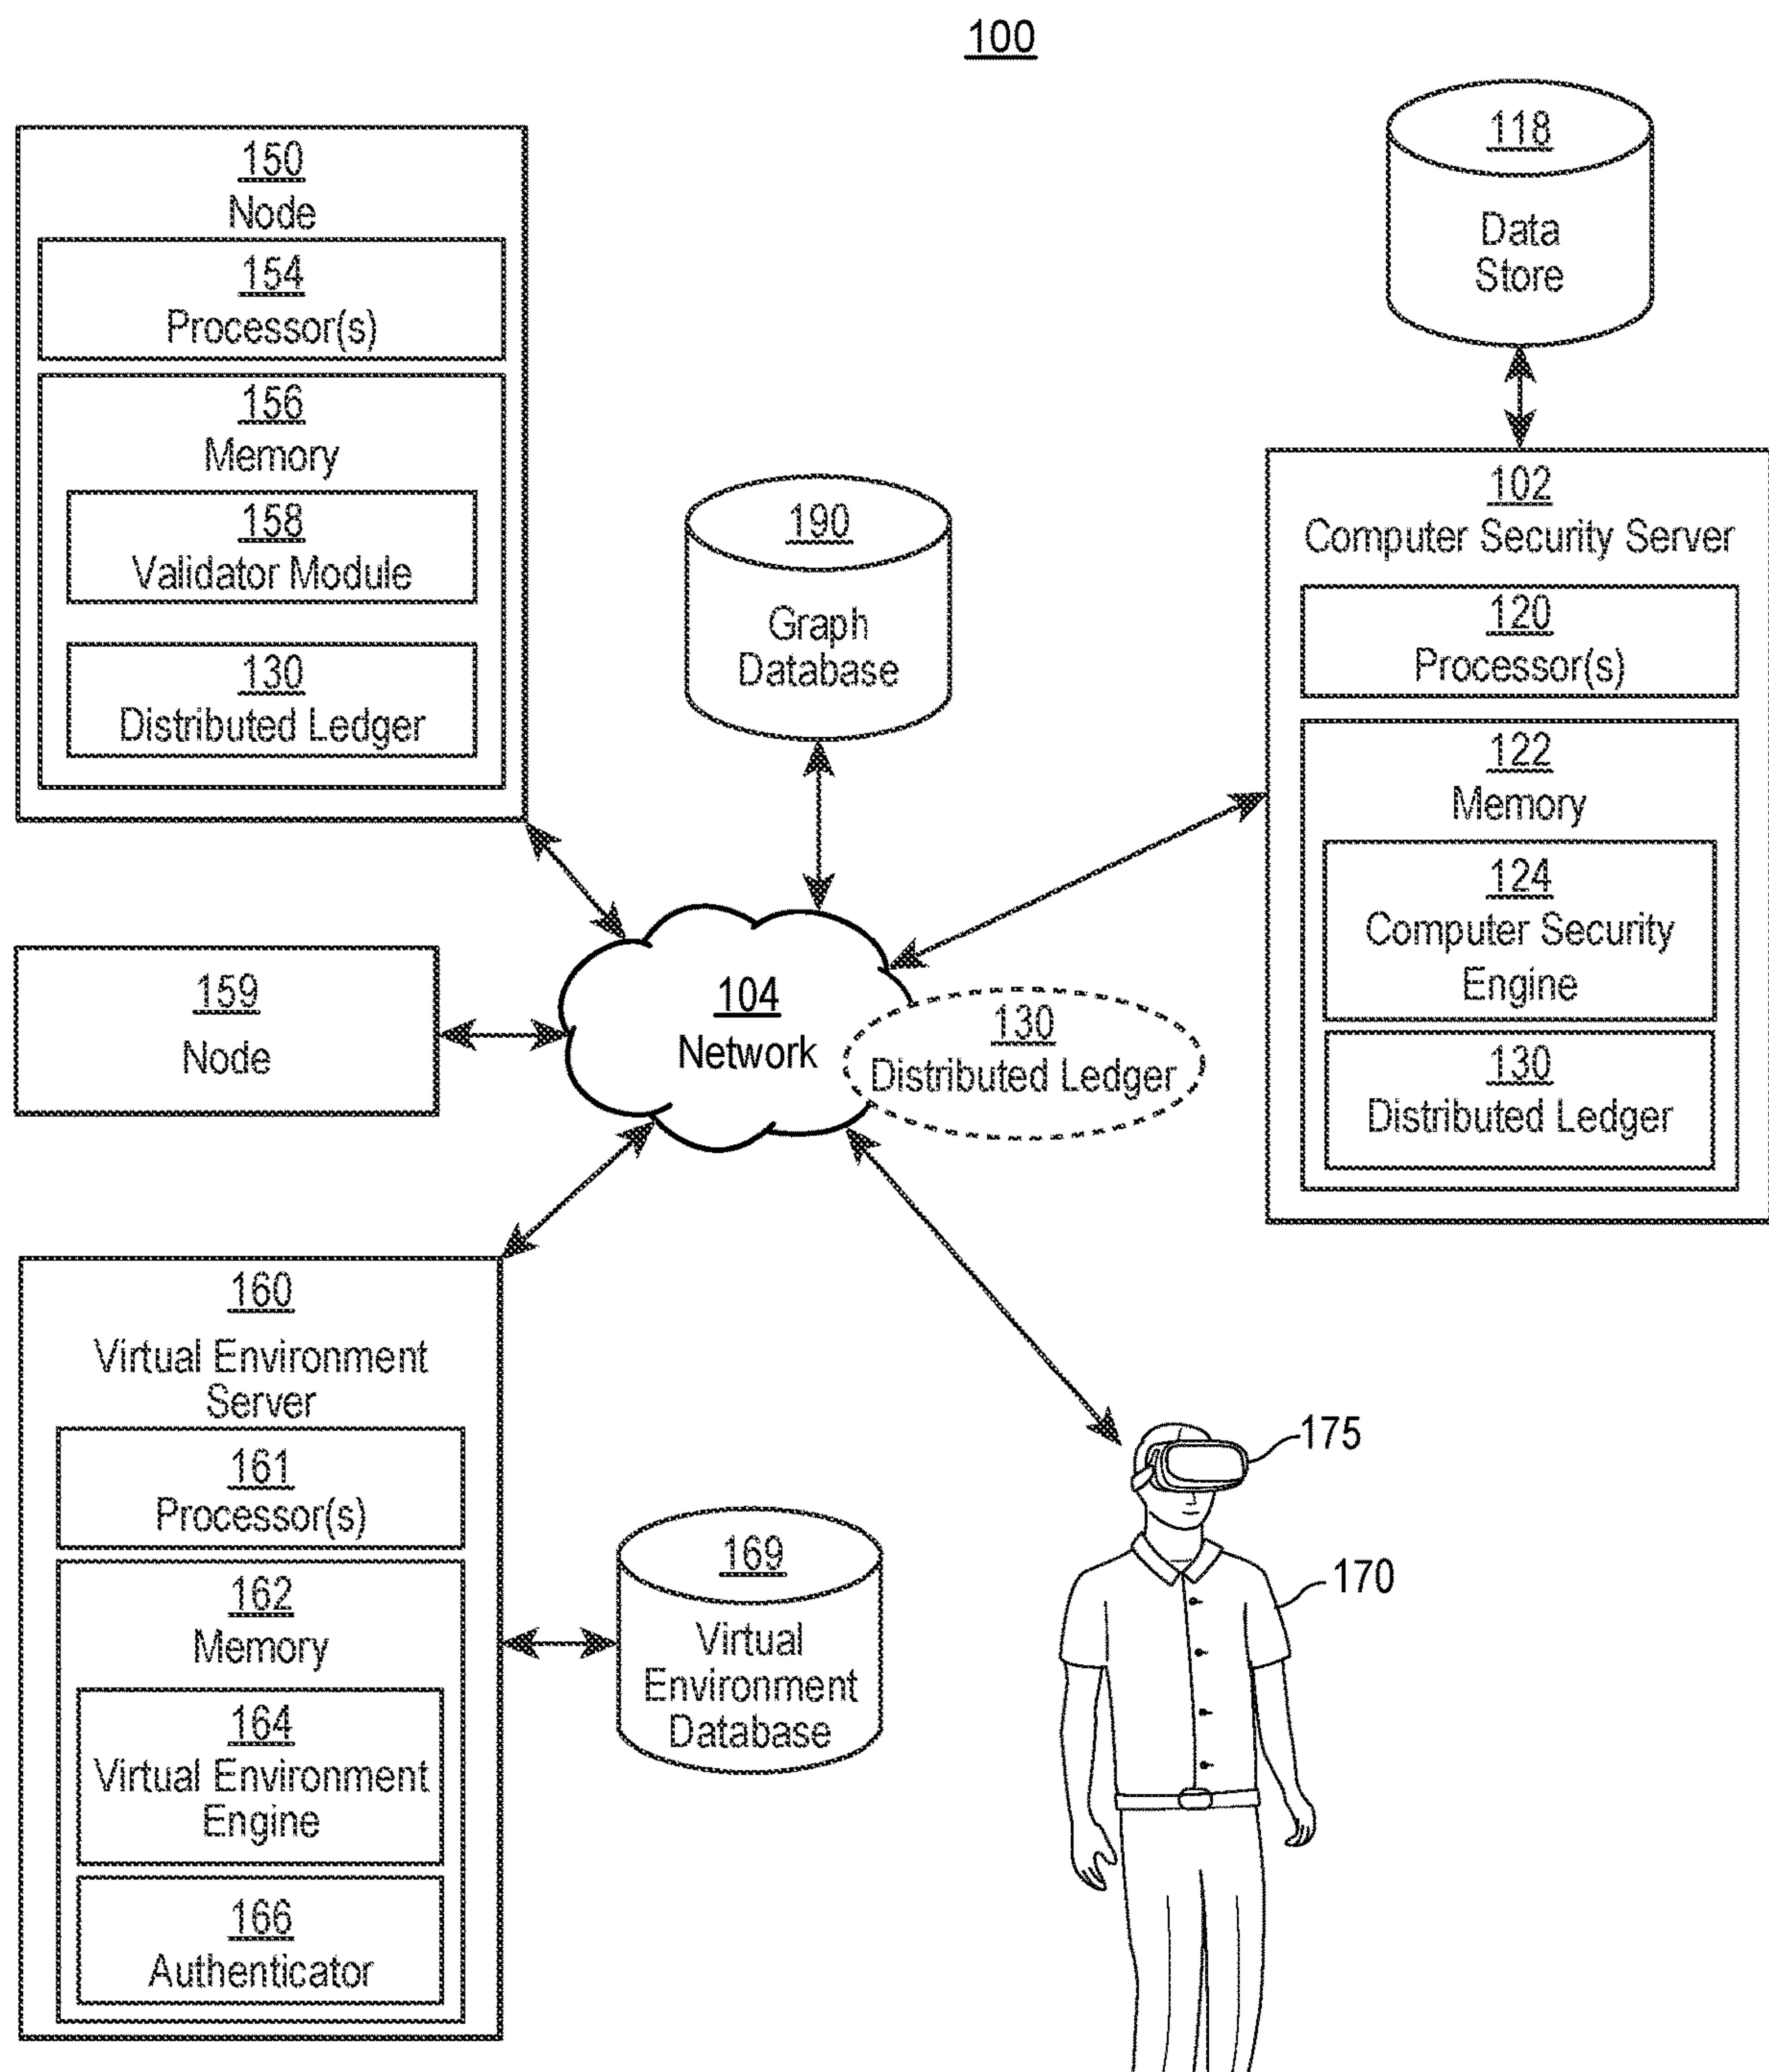 100
150
Node
154
Processor(s)
156
Memory
158
Validator Module
130
Distributed Ledger
118
Data
Store
190
Graph
Database
102
Computer Security Server
120
Processor(s)
122
Memory
124
Computer Security
Engine
130
Distributed Ledger
159
Node
104
Network
130
Distributed Ledger
160
Virtual Environment
Server
161
Processor(s)
162
Memory
164
Virtual Environment
Engine
166
Authenticator
169
Virtual
Environment
Database
175
170